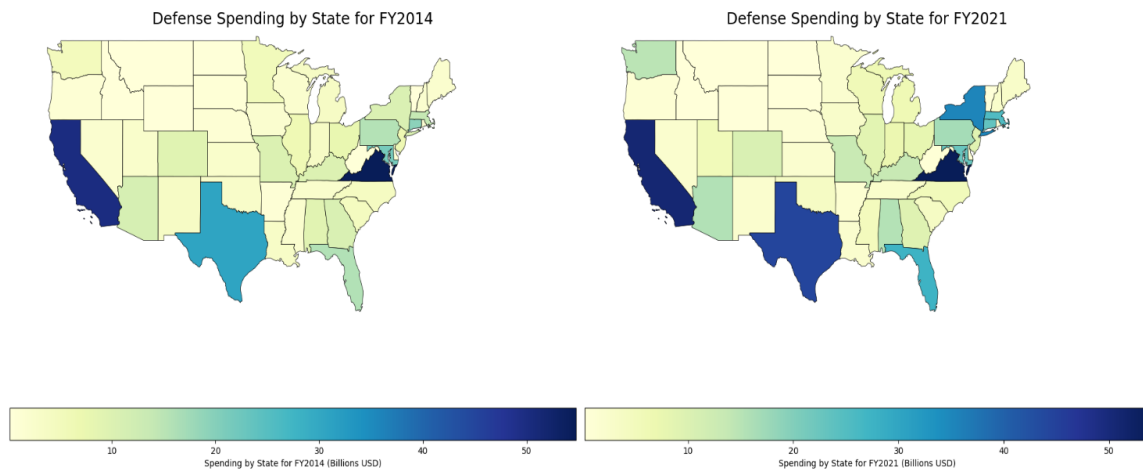 Defense Spending by State for FY2014
Defense Spending by State for FY2021
10 20 30 40 50
Spending by State for FY2014 (Billions USD)
10 20 30 40 50
Spending by State for FY2021 (Billions USD)